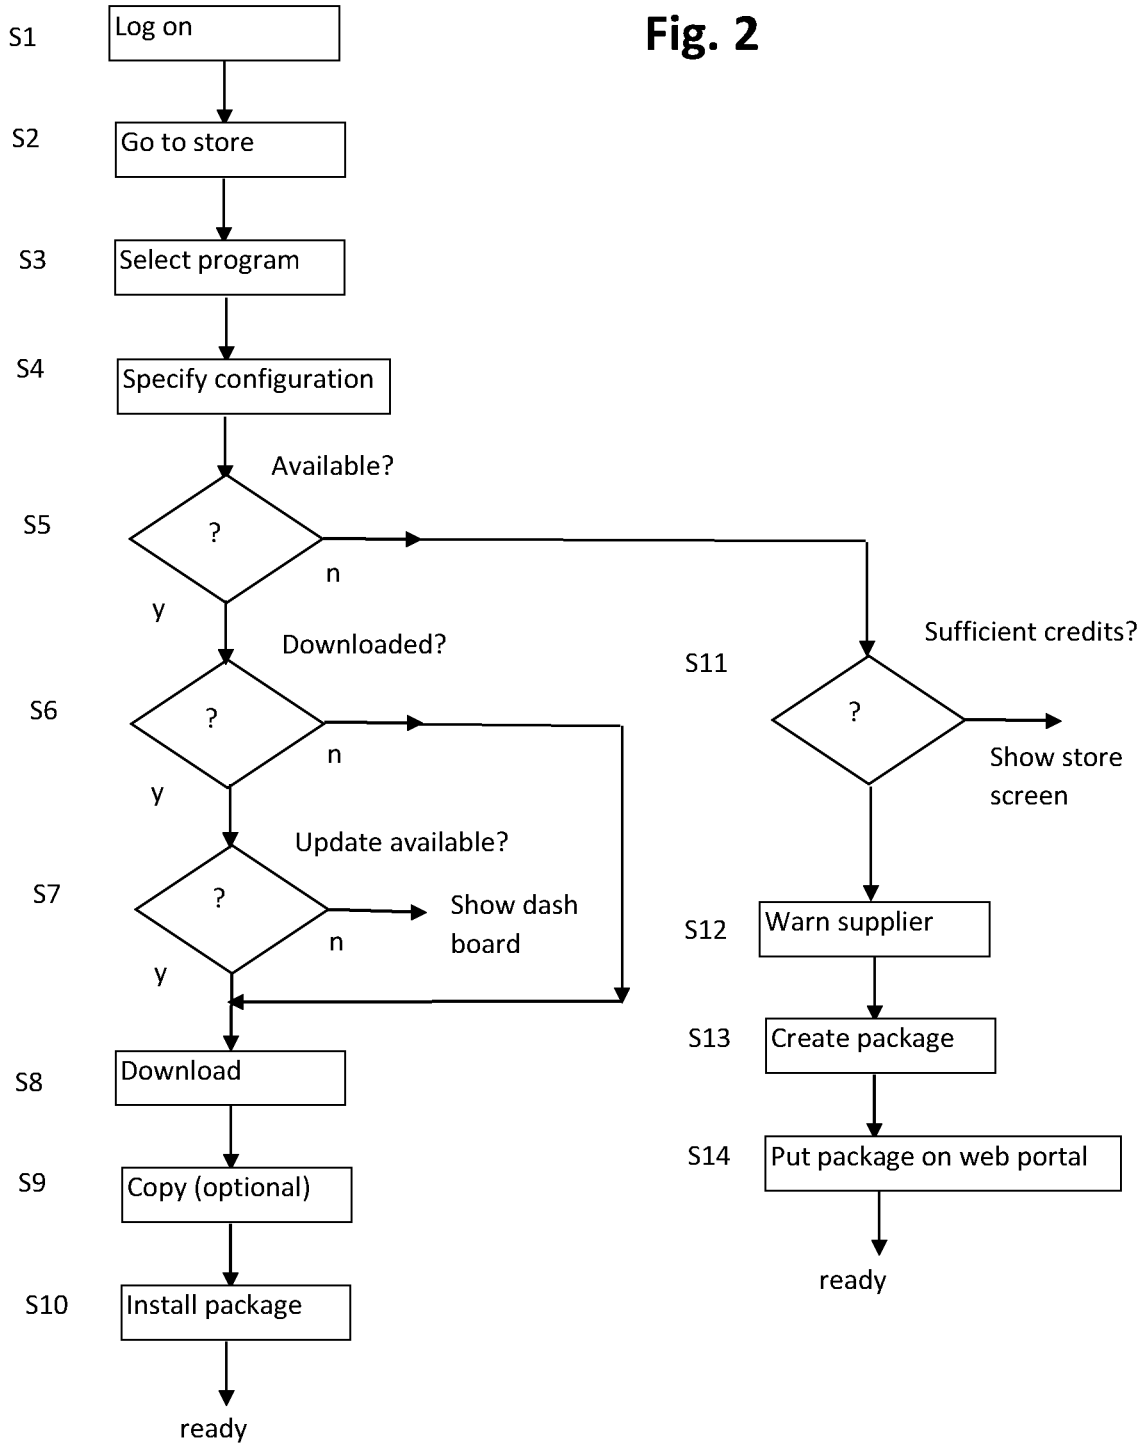 Fig. 2
S1
Log on
S2
Go to store
S3
Select program
S4
Specify configuration
Available?
S5
?
n
y
Downloaded?
S6
?
n
y
Update available?
S7
?
n
y
Show dash
board
S8
Download
S9
Copy (optional)
S10
Install package
ready
Sufficient credits?
S11
?
Show store
screen
S12
Warn supplier
S13
Create package
S14
Put package on web portal
ready